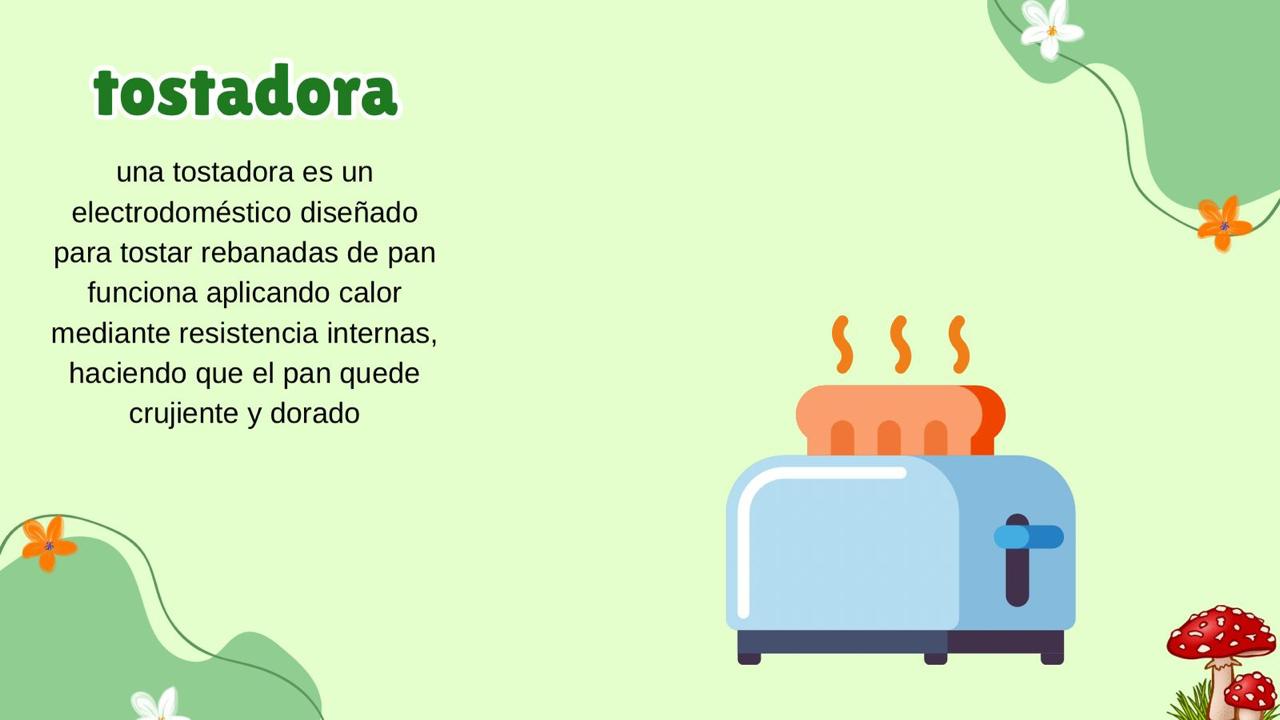 tostadora
una tostadora es un
electrodoméstico diseñado
para tostar rebanadas de pan
funciona aplicando calor
mediante resistencia internas,
haciendo que el pan quede
crujiente y dorado